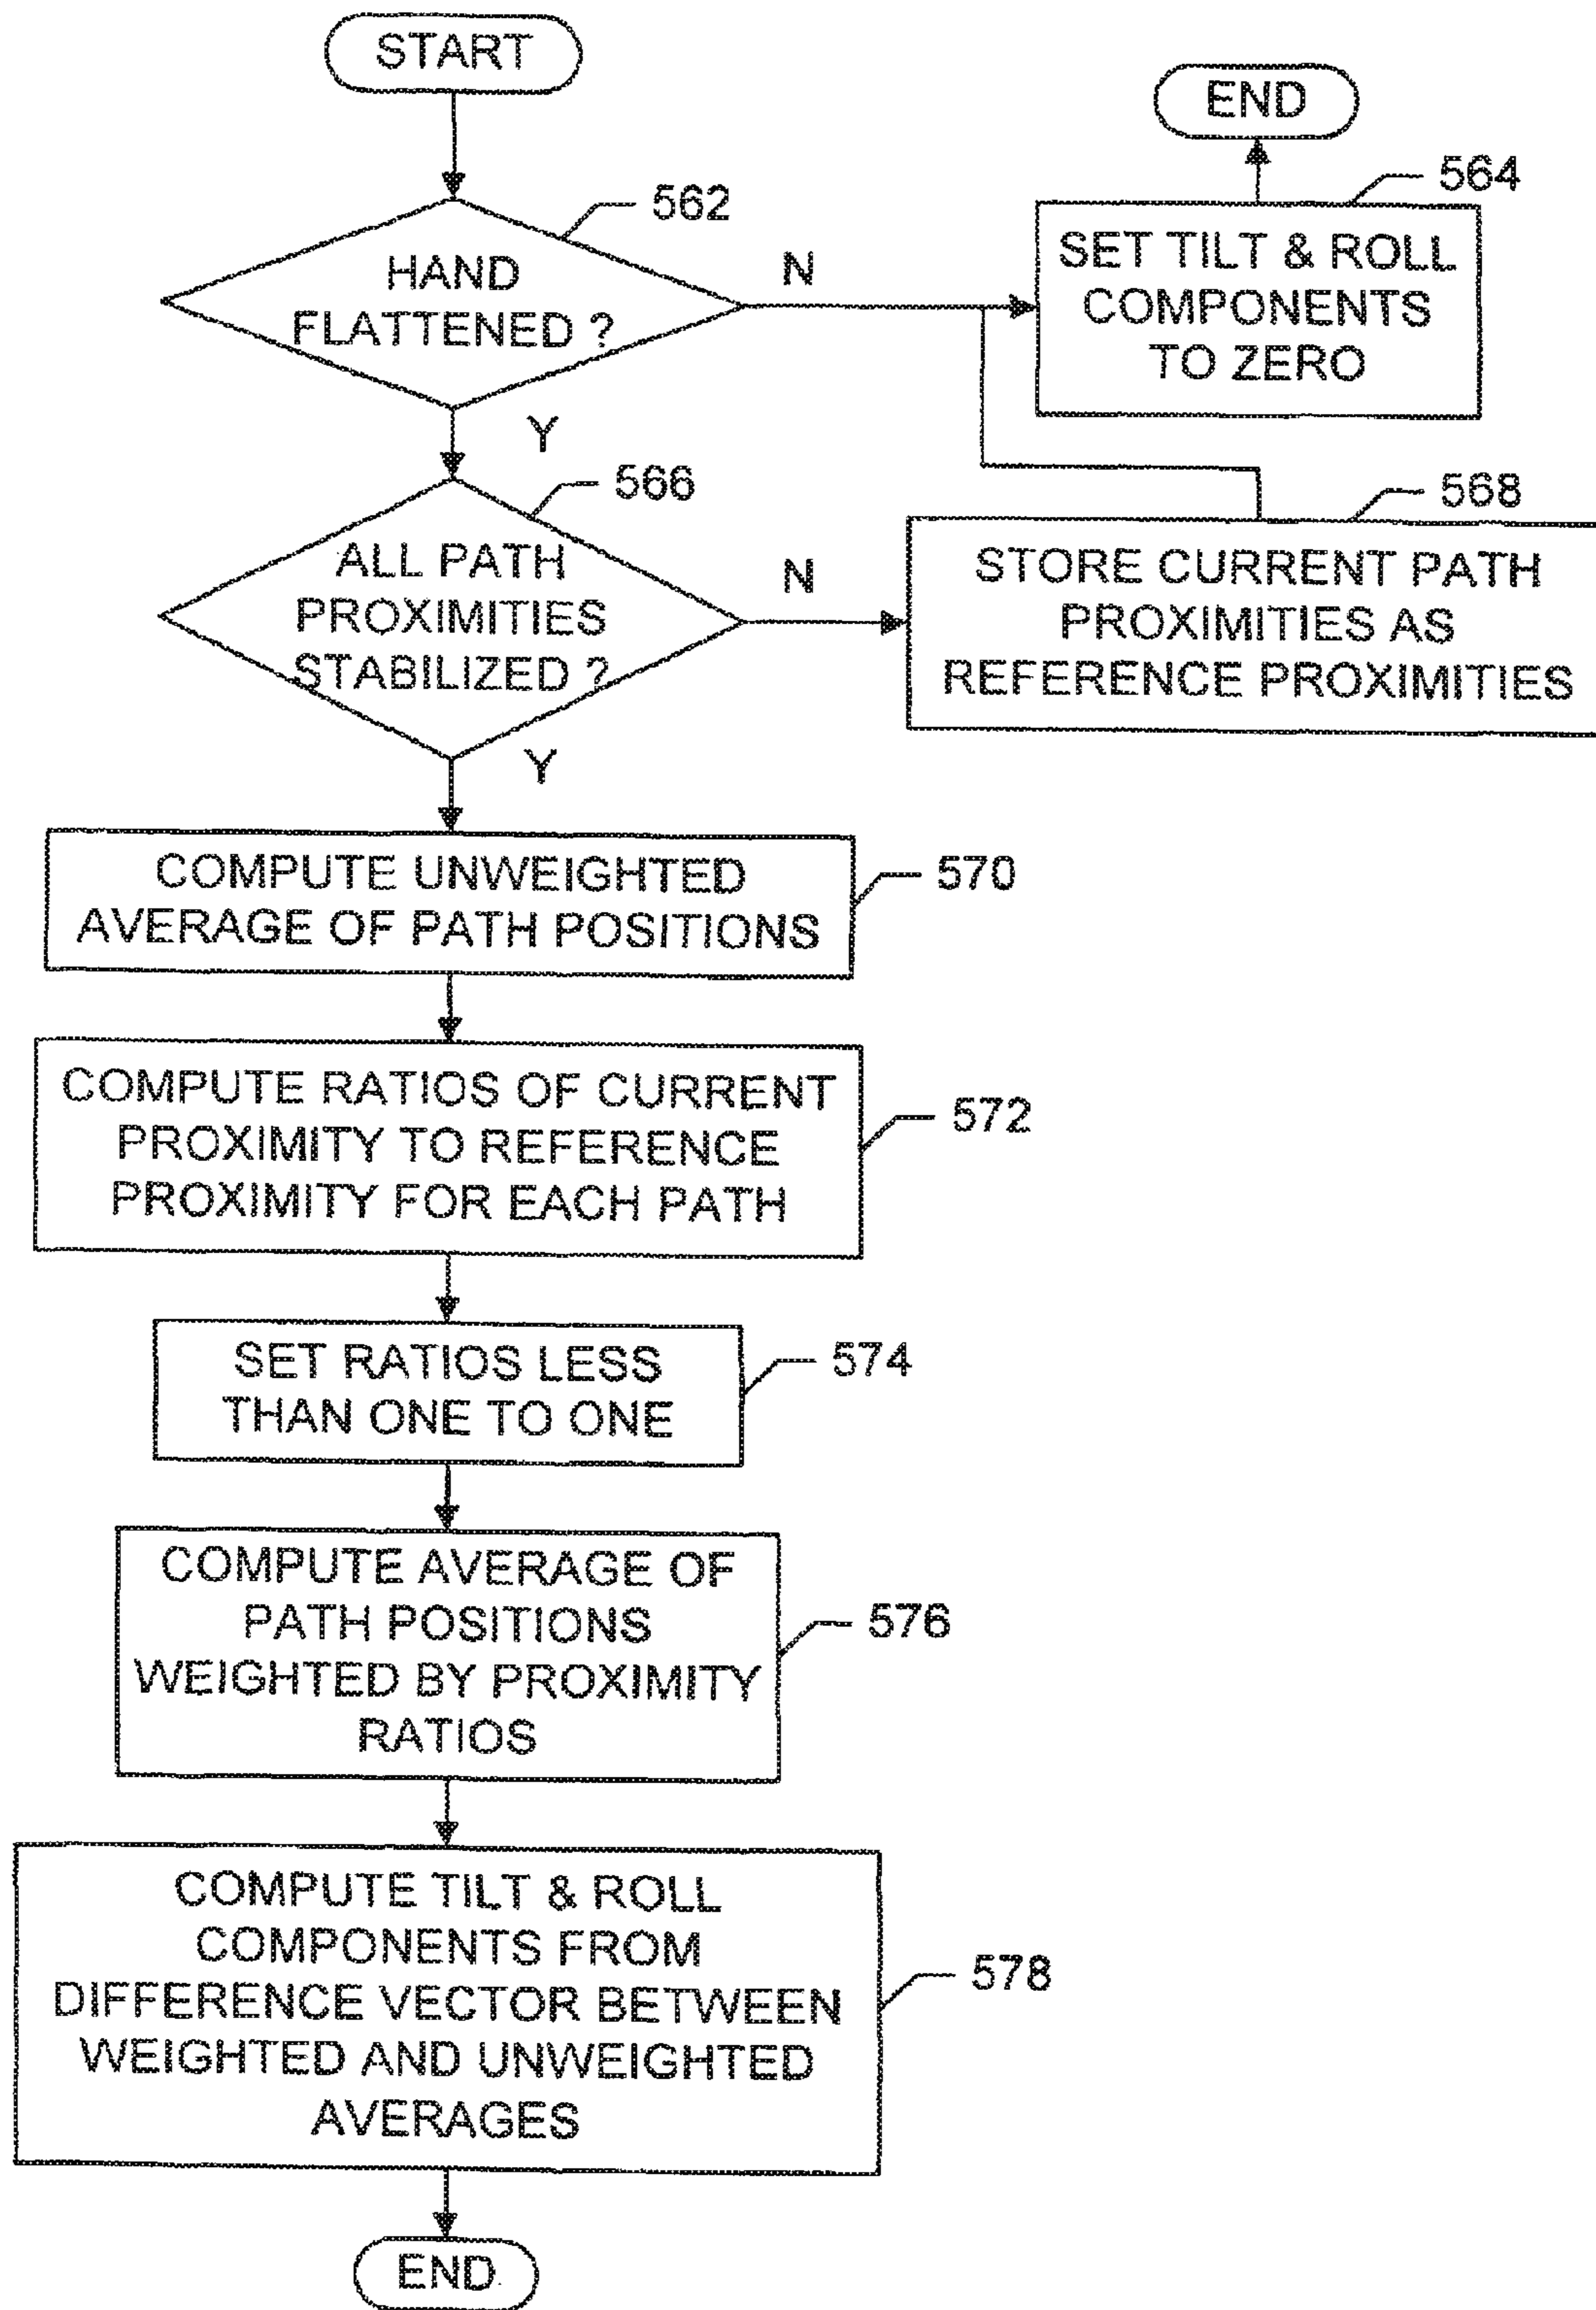 START
END
562
564
HAND
FLATTENED ?
N
SET TILT & ROLL
COMPONENTS
TO ZERO
Y
566
568
ALL PATH
PROXIMITIES
STABILIZED ?
N
STORE CURRENT PATH
PROXIMITIES AS
REFERENCE PROXIMITIES
Y
COMPUTE UNWEIGHTED
AVERAGE OF PATH POSITIONS
570
COMPUTE RATIOS OF CURRENT
PROXIMITY TO REFERENCE
PROXIMITY FOR EACH PATH
572
SET RATIOS LESS
THAN ONE TO ONE
574
COMPUTE AVERAGE OF
PATH POSITIONS
WEIGHTED BY PROXIMITY
RATIOS
576
COMPUTE TILT & ROLL
COMPONENTS FROM
DIFFERENCE VECTOR BETWEEN
WEIGHTED AND UNWEIGHTED
AVERAGES
578
END